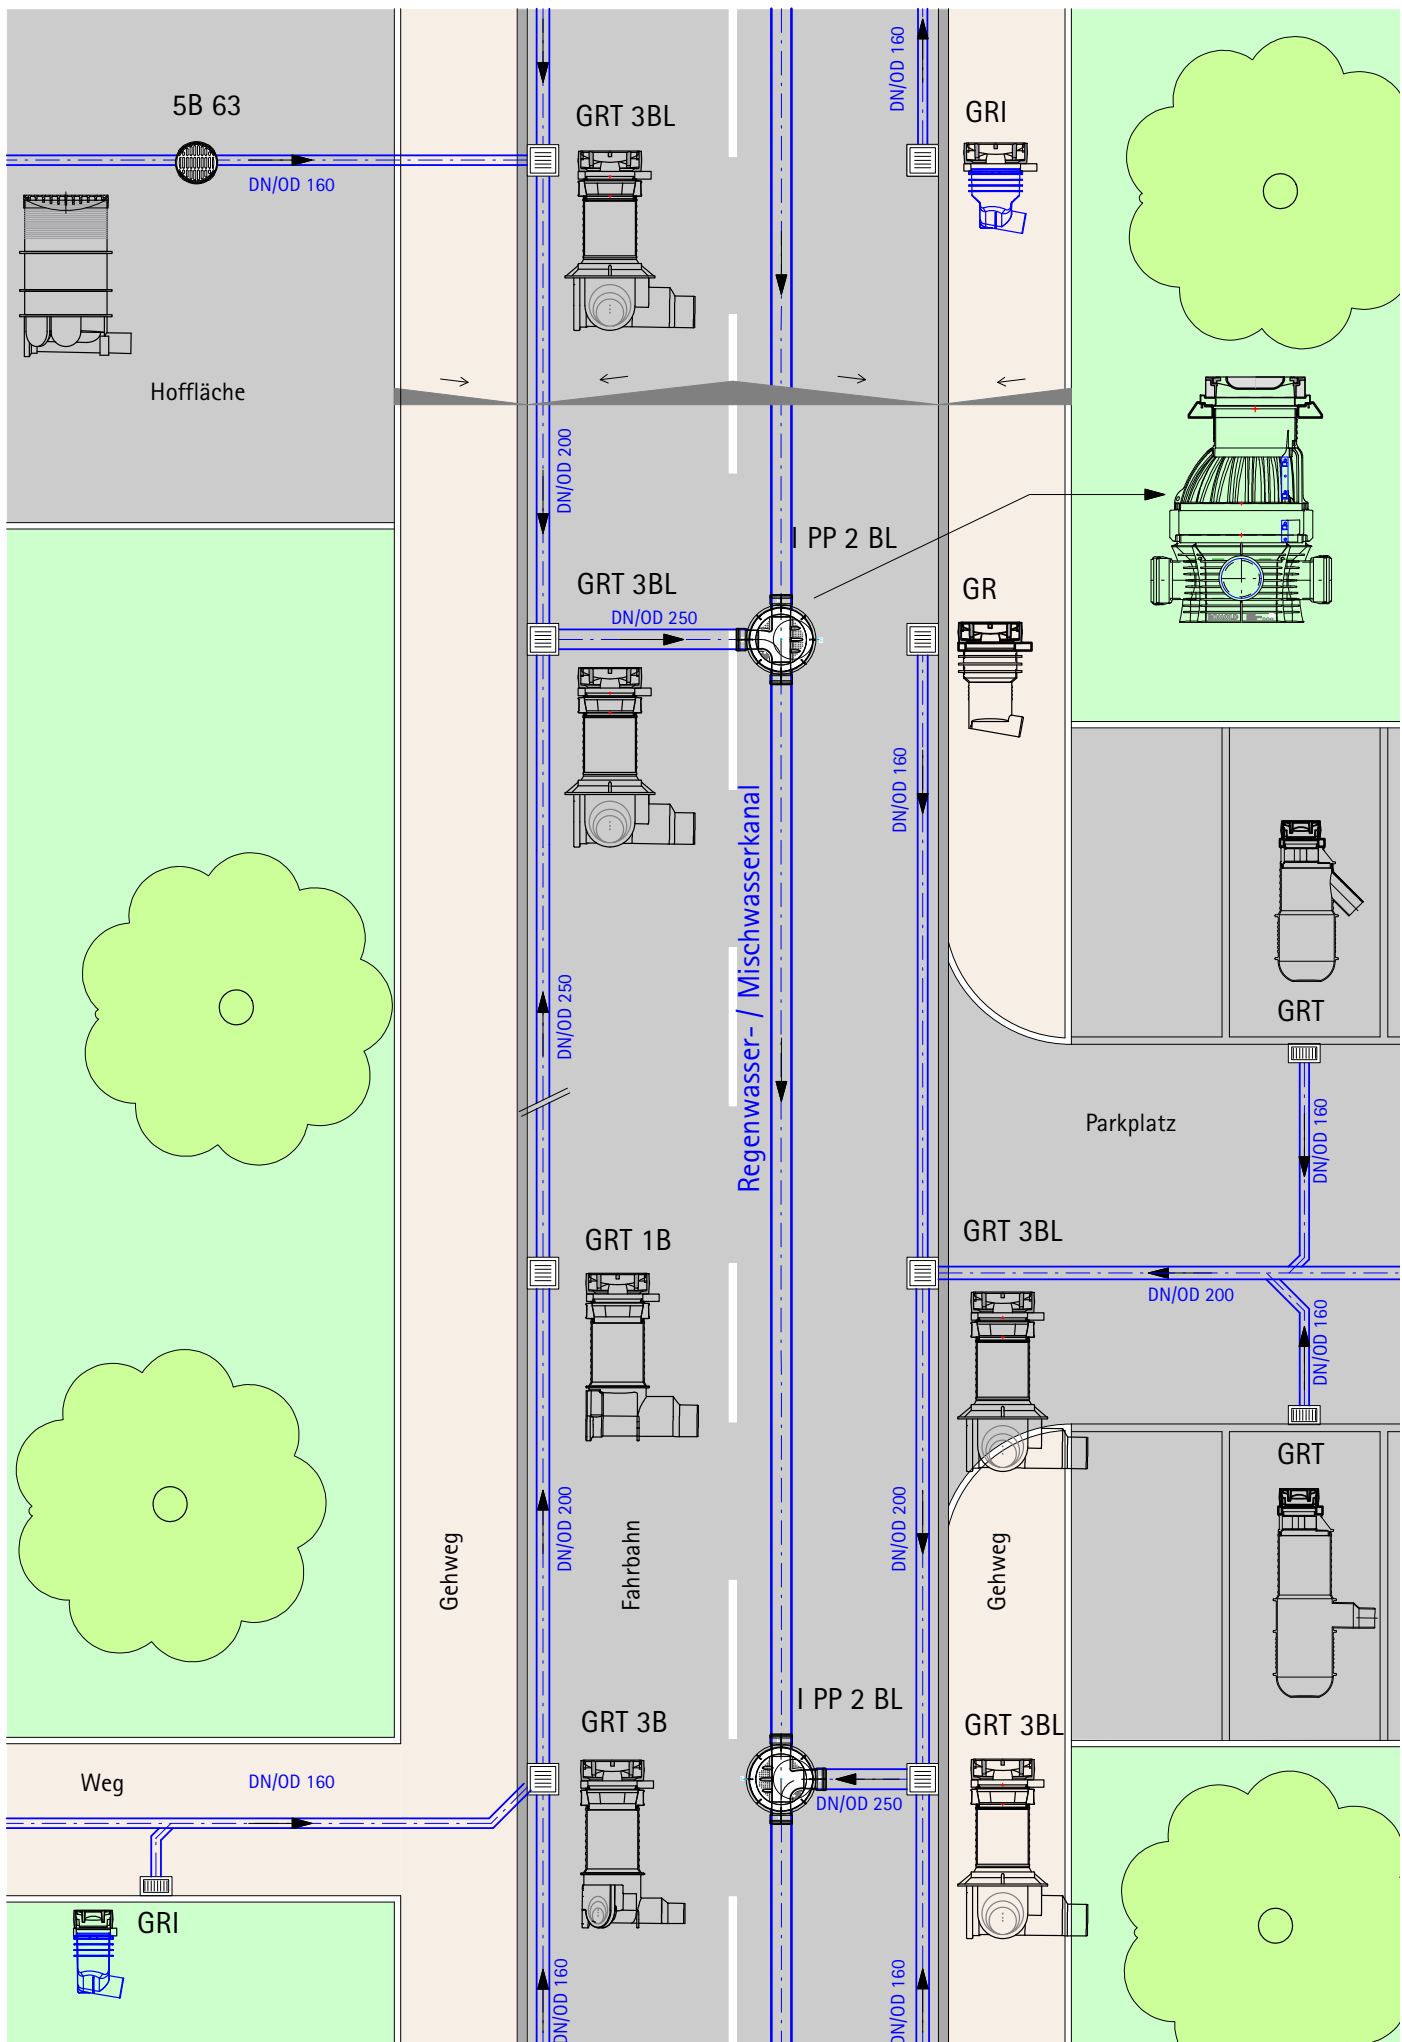 5B 63
DN/OD 160
Hoffläche
GRT 3BL
DN/OD 160
GRI
DN/OD 200
I PP 2 BL
GRT 3BL
DN/OD 250
GR
DN/OD 160
Regenwasser- / Mischwasserkanal
DN/OD 250
GRT
Parkplatz
DN/OD 160
GRT 1B
GRT 3BL
DN/OD 200
DN/OD 160
GRT
Gehweg
DN/OD 200
Fahrbahn
DN/OD 200
Gehweg
I PP 2 BL
GRT 3B
GRT 3BL
Weg
DN/OD 160
DN/OD 250
GRI
DN/OD 160
DN/OD 160